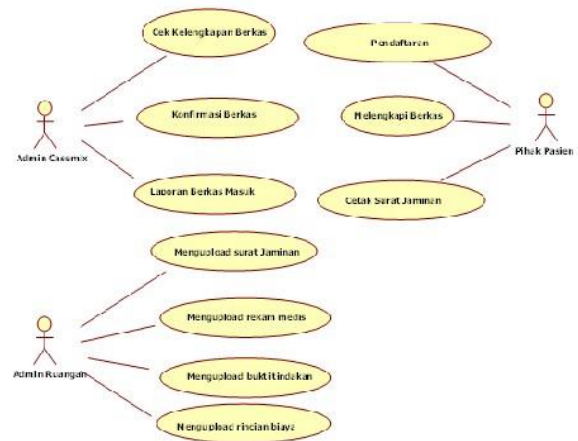 Cek Kelengkapan Berkas
Pendaftaran
Konfirmasi Berkas
Melengkapi Berkas
Admin Casemix
Pihak Pasien
Laporan Berkas Masuk
Cetak Surat Jaminan
Mengupload surat Jaminan
Mengupload rekam medis
Admin Ruangan
Mengupload bukti tindakan
Mengupload rincian biaya